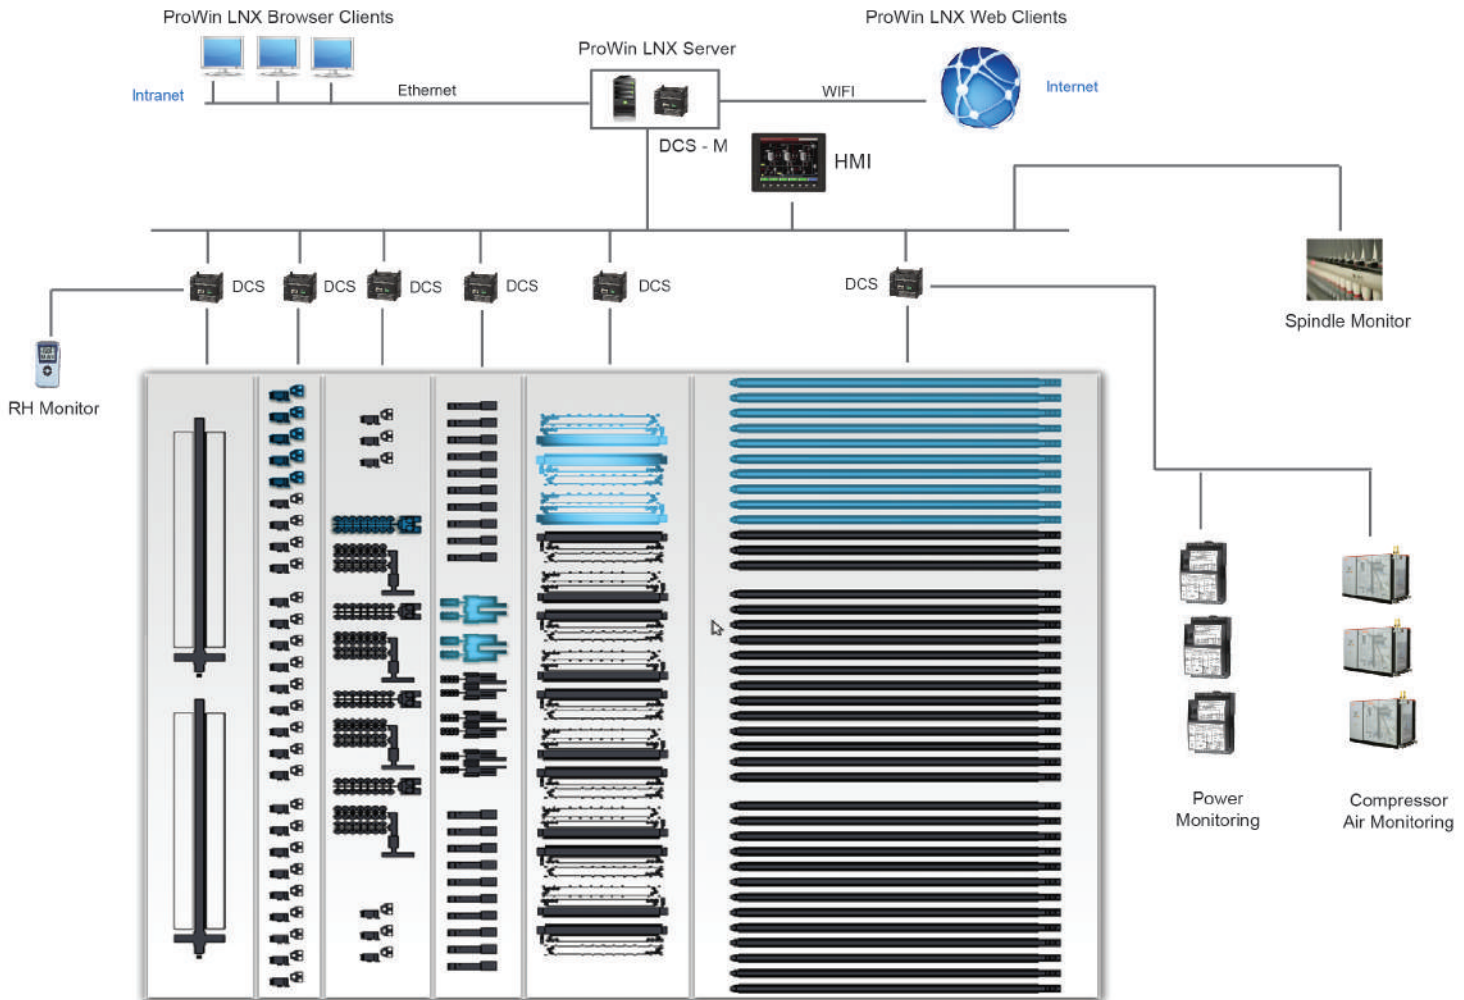 ProWin LNX Browser Clients
ProWin LNX Web Clients
ProWin LNX Server
Intranet
Ethernet
WIFI
Internet
DCS - M
HMI
DCS
DCS
DCS
DCS
DCS
DCS
Spindle Monitor
RH Monitor
Power
Monitoring
Compressor
Air Monitoring